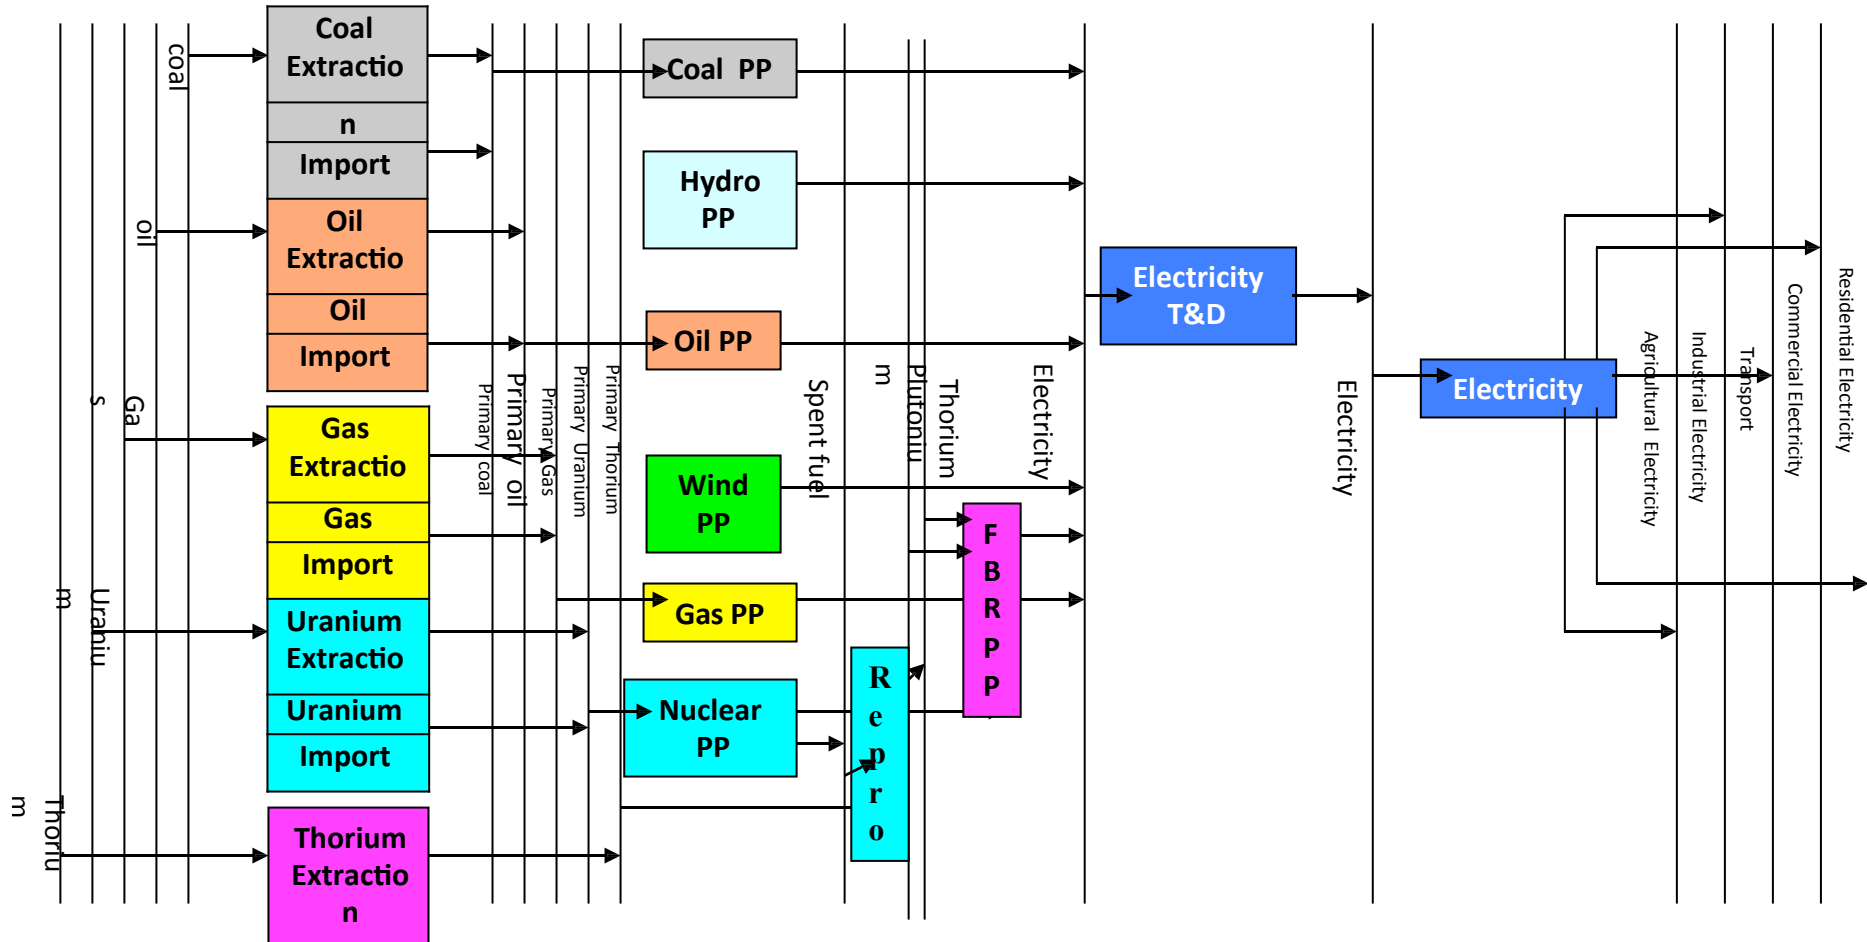 coal
oil
Ga
s
Uraniu
m
Thoriu
m
Coal
Extractio
n
Import
Oil
Extractio
Oil
Import
Gas
Extractio
Gas
Import
Uranium
Extractio
Uranium
Import
Thorium
Extractio
n
Primary coal
Primary oil
Primary Gas
Primary Uranium
Primary Thorium
Coal PP
Hydro
PP
Oil PP
Wind
PP
Gas PP
Nuclear
PP
Spent fuel
R
e
p
r
o
Plutoniu
m
Thorium
F
B
R
P
P
Electricity
Electricity
T&D
Electricity
Electricity
Agricultural Electricity
Industrial Electricity
Transport
Commercial Electricity
Residential Electricity